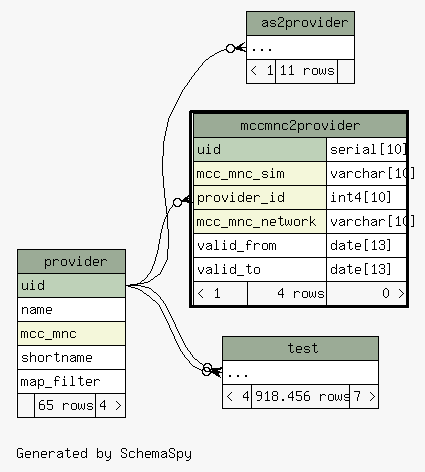 as2provider
...
< 1 11 rows
mccmnc2provider
uid serial[10]
mcc_mnc_sim varchar[10]
provider_id int4[10]
mcc_mnc_network varchar[10]
valid_from date[13]
valid_to date[13]
< 1 4 rows 0 >
provider
uid
name
mcc_mnc
shortname
map_filter
65 rows 4 >
test
...
< 4 918.456 rows 7 >
Generated by SchemaSpy